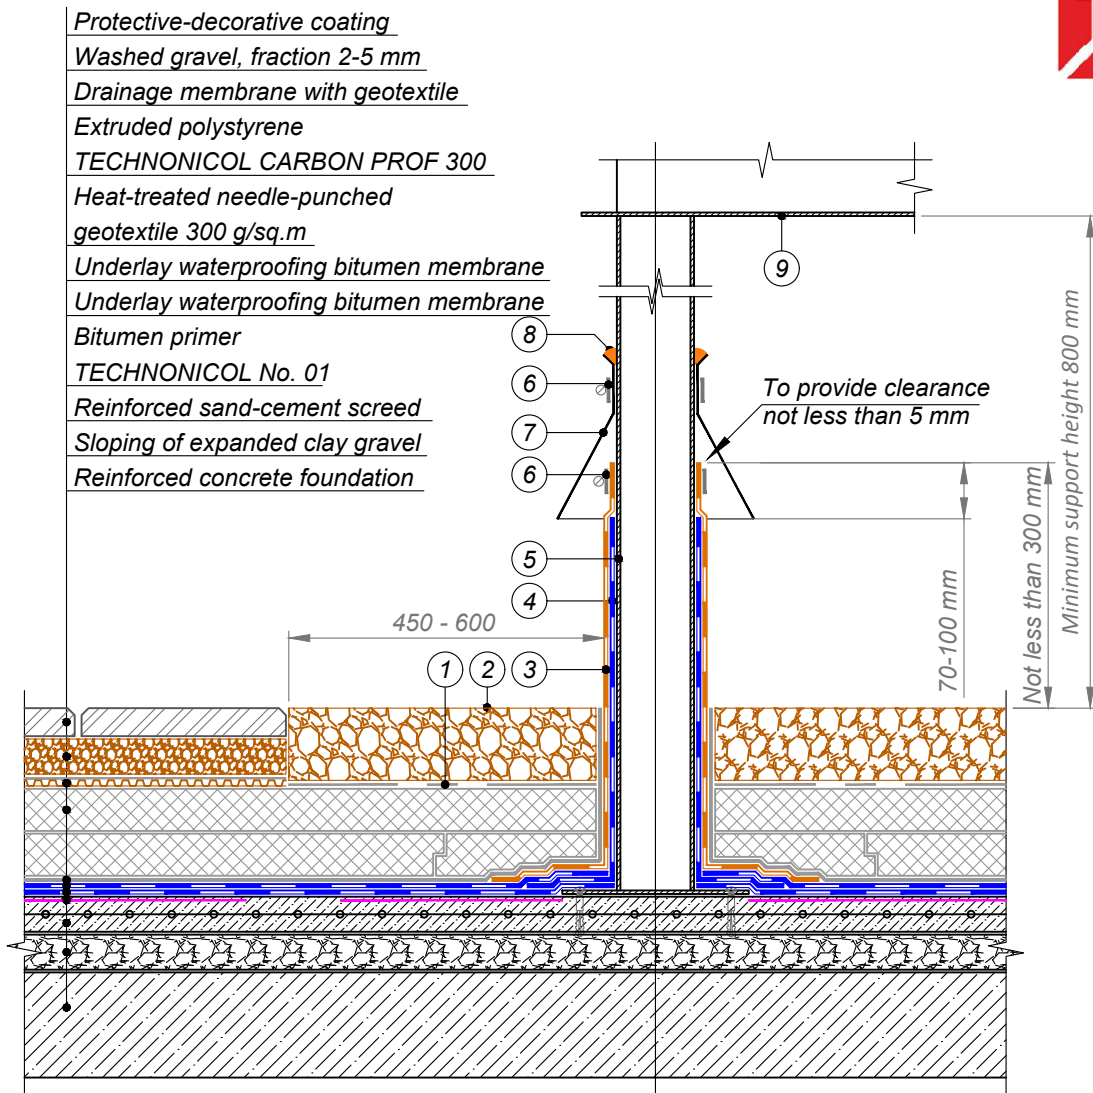 Protective-decorative coating
Washed gravel, fraction 2-5 mm
Drainage membrane with geotextile
Extruded polystyrene
TECHNONICOL CARBON PROF 300
Heat-treated needle-punched
geotextile 300 g/sq.m
Underlay waterproofing bitumen membrane
Underlay waterproofing bitumen membrane
Bitumen primer
TECHNONICOL No. 01
Reinforced sand-cement screed
Sloping of expanded clay gravel
Reinforced concrete foundation
9
8
6
7
6
5
4
To provide clearance
not less than 5 mm
450 - 600
1
2
3
70-100 mm
Not less than 300 mm
Minimum support height 800 mm